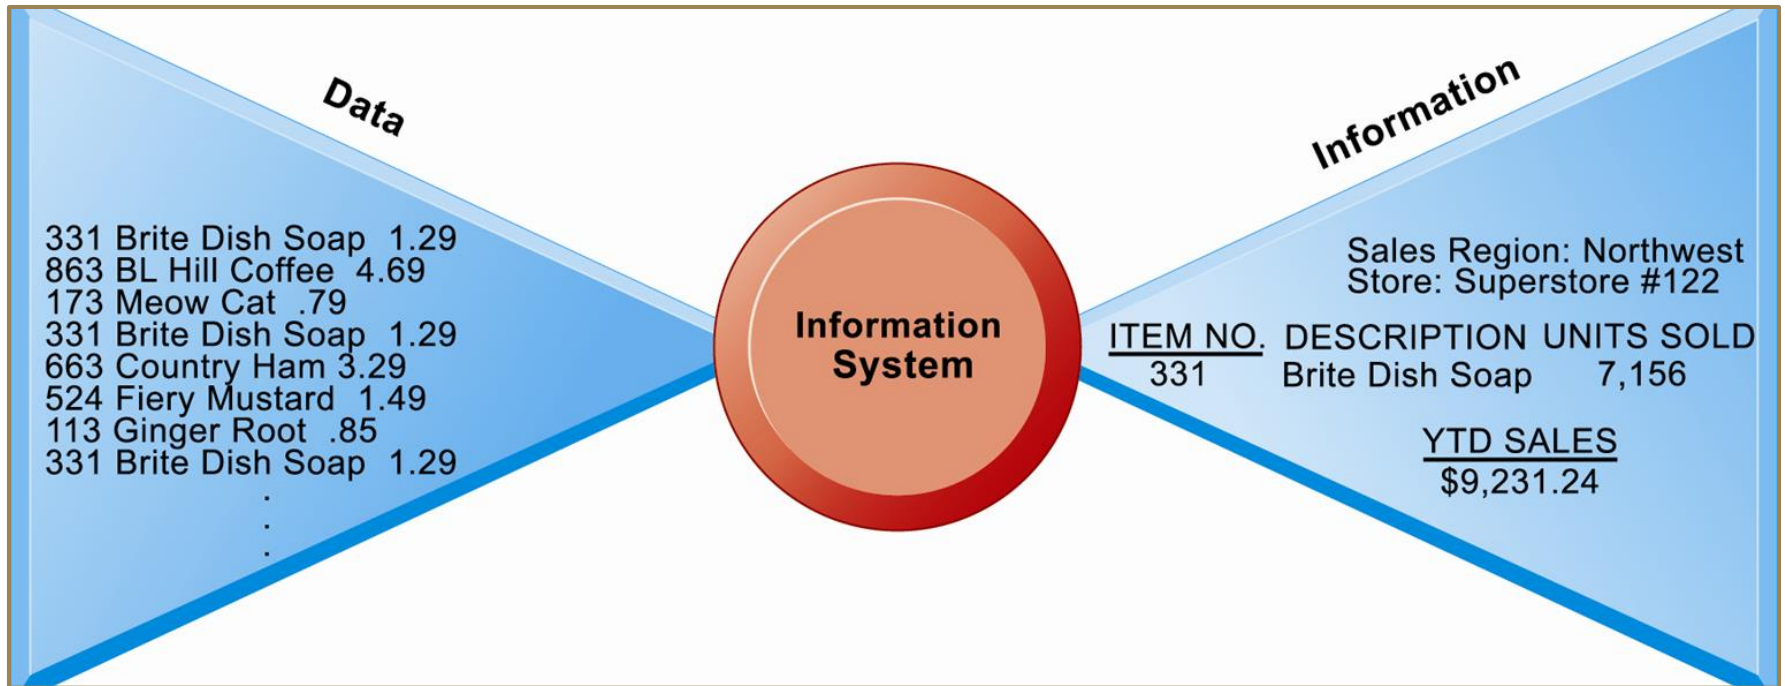 Data
331 Brite Dish Soap 1.29
863 BL Hill Coffee 4.69
173 Meow Cat .79
331 Brite Dish Soap 1.29
663 Country Ham 3.29
524 Fiery Mustard 1.49
113 Ginger Root .85
331 Brite Dish Soap 1.29
.
.
.
Information
System
Information
Sales Region: Northwest
Store: Superstore #122
ITEM NO. DESCRIPTION UNITS SOLD
331 Brite Dish Soap 7,156
YTD SALES
$9,231.24